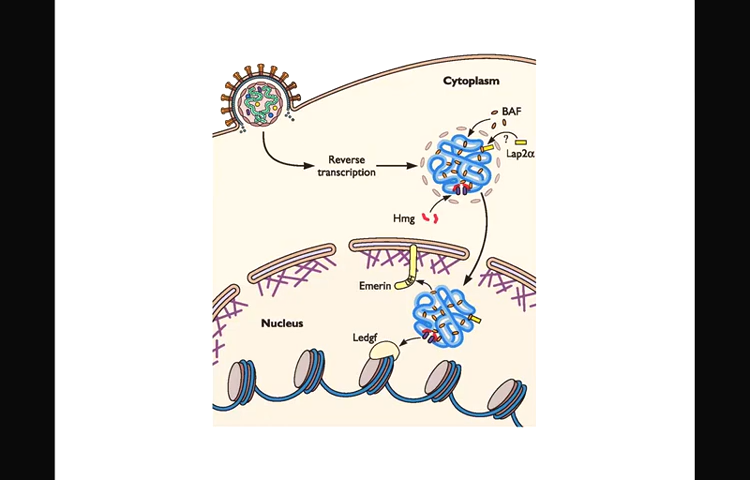 Cytoplasm
BAF
?
Lap2α
Reverse
transcription
Hmg
Emerin
Nucleus
Ledgf